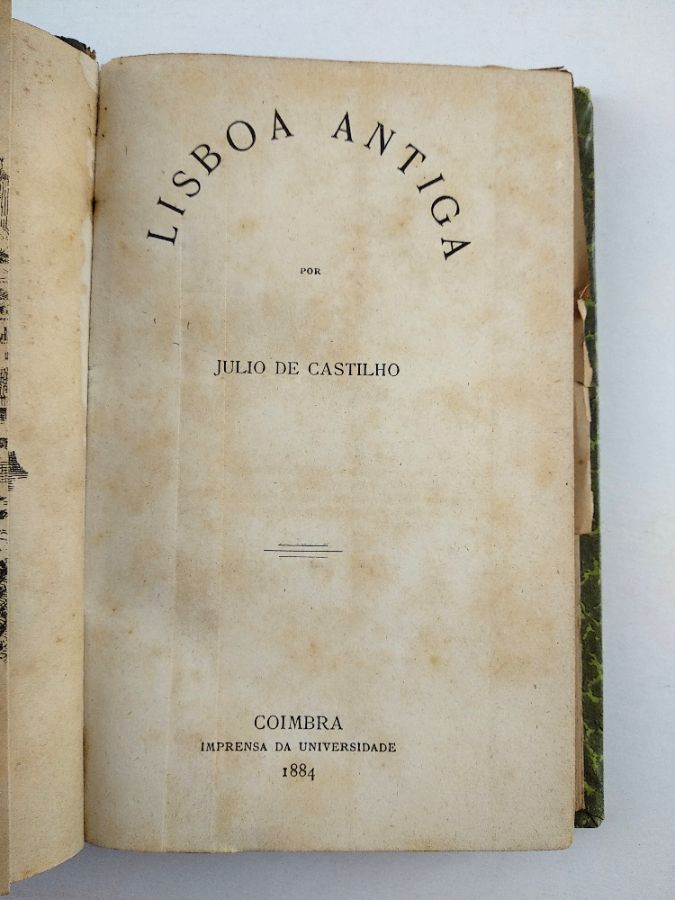 LISBOA ANTIGA
POR
JULIO DE CASTILHO
COIMBRA
IMPRENSA DA UNIVERSIDADE
1884